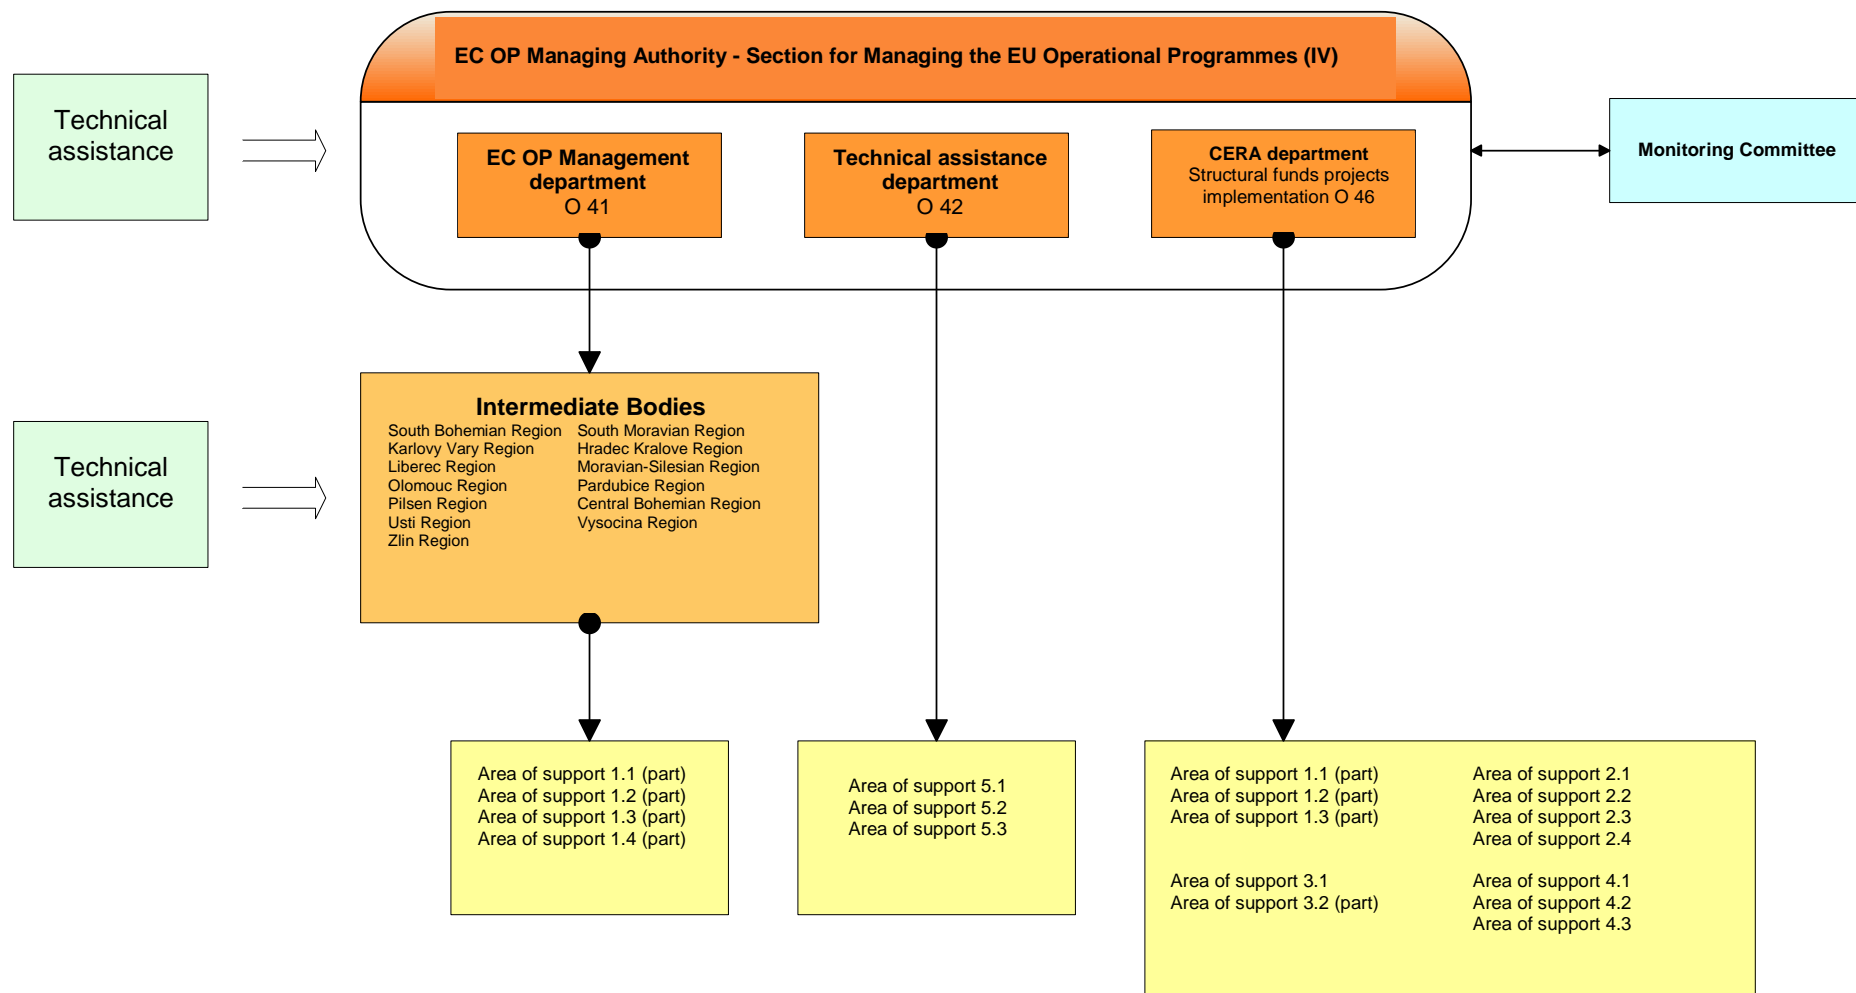 EC OP Managing Authority - Section for Managing the EU Operational Programmes (IV)
Technical
assistance
EC OP Management
department
O 41
Technical assistance
department
O 42
CERA department
Structural funds projects
implementation O 46
Monitoring Committee
Technical
assistance
Intermediate Bodies
South Bohemian Region
Karlovy Vary Region
Liberec Region
Olomouc Region
Pilsen Region
Usti Region
Zlin Region
South Moravian Region
Hradec Kralove Region
Moravian-Silesian Region
Pardubice Region
Central Bohemian Region
Vysocina Region
Area of support 1.1 (part)
Area of support 1.2 (part)
Area of support 1.3 (part)
Area of support 1.4 (part)
Area of support 5.1
Area of support 5.2
Area of support 5.3
Area of support 1.1 (part)
Area of support 1.2 (part)
Area of support 1.3 (part)
Area of support 3.1
Area of support 3.2 (part)
Area of support 2.1
Area of support 2.2
Area of support 2.3
Area of support 2.4
Area of support 4.1
Area of support 4.2
Area of support 4.3